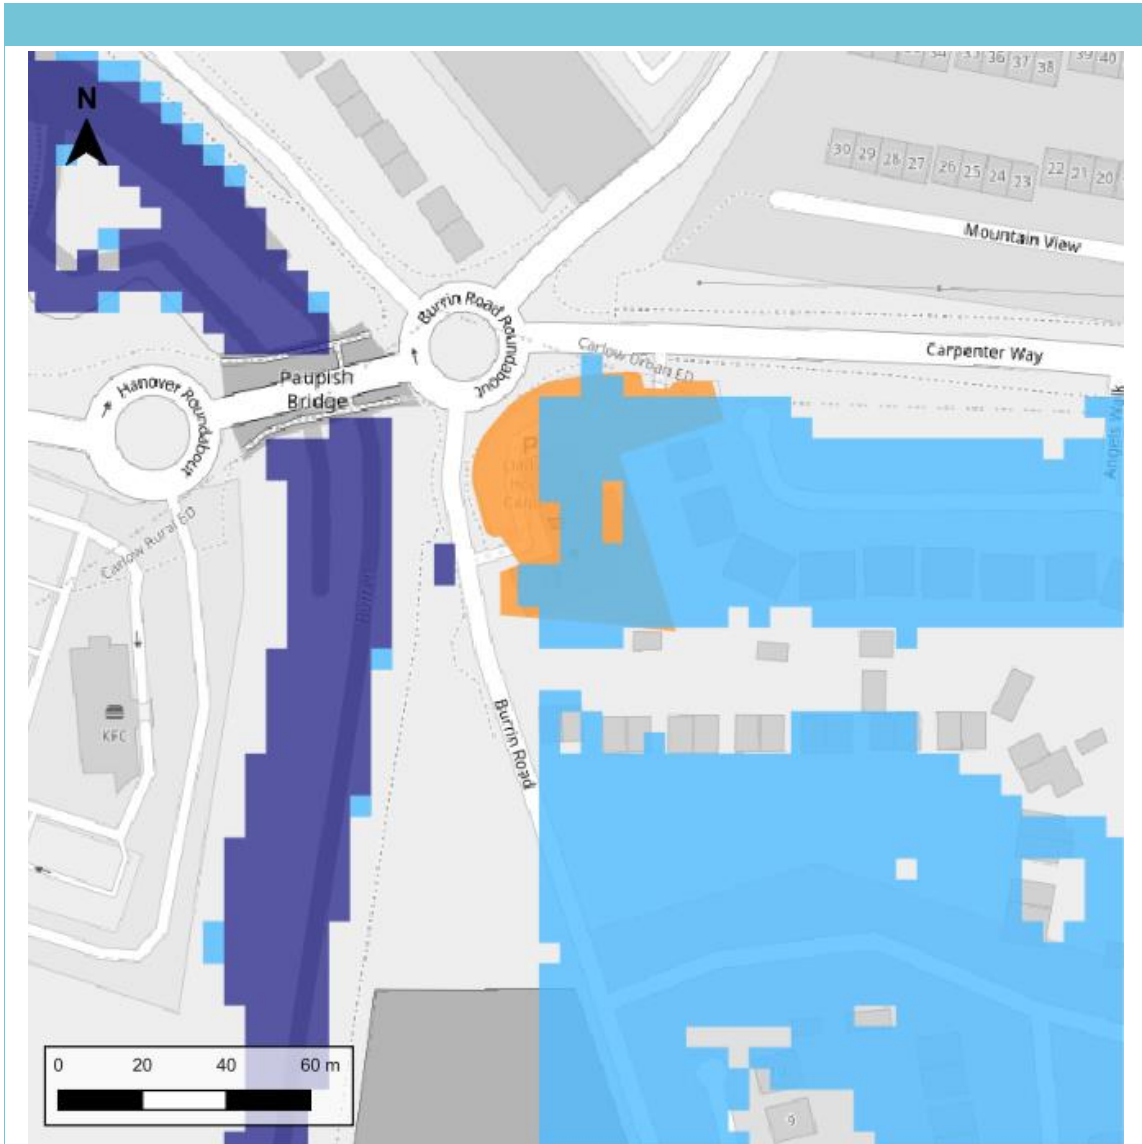 36 37 38
39 40
N
30 29 28 27 26 25 24 23 22 21 20
Mountain View
Burrin Road Roundabout
Carlow Urban ED
Carpenter Way
Paupish
Bridge
Hanover Roundabout
Angels Walk
P
Carlow Rural ED
Burrin
KFC
Burrin Road
0 20 40 60 m
9